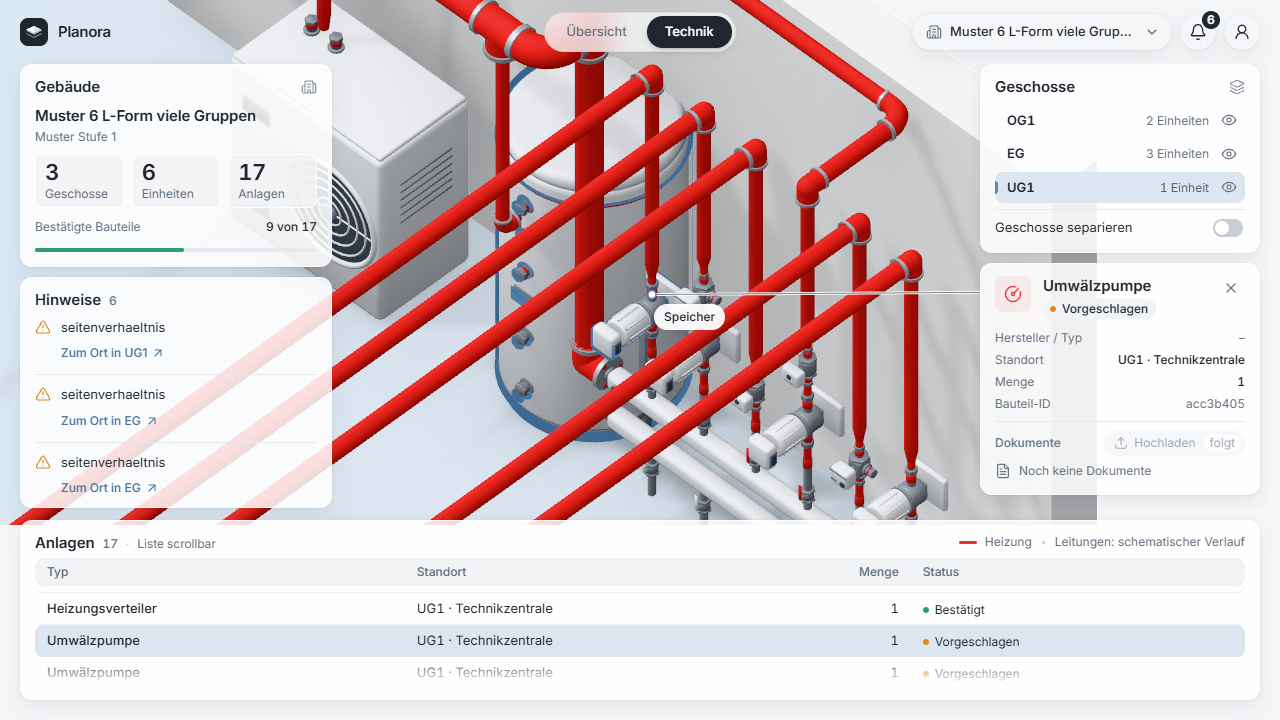 Planora
Übersicht
Technik
Muster 6 L-Form viele Grup...
6
Gebäude
Muster 6 L-Form viele Gruppen
Muster Stufe 1
3
Geschosse
6
Einheiten
17
Anlagen
Bestätigte Bauteile
9 von 17
Hinweise 6
seitenverhaeltnis
Zum Ort in UG1
seitenverhaeltnis
Zum Ort in EG
seitenverhaeltnis
Zum Ort in EG
Speicher
Geschosse
OG1 2 Einheiten
EG 3 Einheiten
UG1 1 Einheit
Geschosse separieren
Umwälzpumpe
Vorgeschlagen
Hersteller / Typ –
Standort UG1 · Technikzentrale
Menge 1
Bauteil-ID acc3b405
Dokumente Hochladen folgt
Noch keine Dokumente
Anlagen 17 · Liste scrollbar
Heizung · Leitungen: schematischer Verlauf
Typ Standort Menge Status
Heizungsverteiler UG1 · Technikzentrale 1 Bestätigt
Umwälzpumpe UG1 · Technikzentrale 1 Vorgeschlagen
Umwälzpumpe UG1 · Technikzentrale 1 Vorgeschlagen